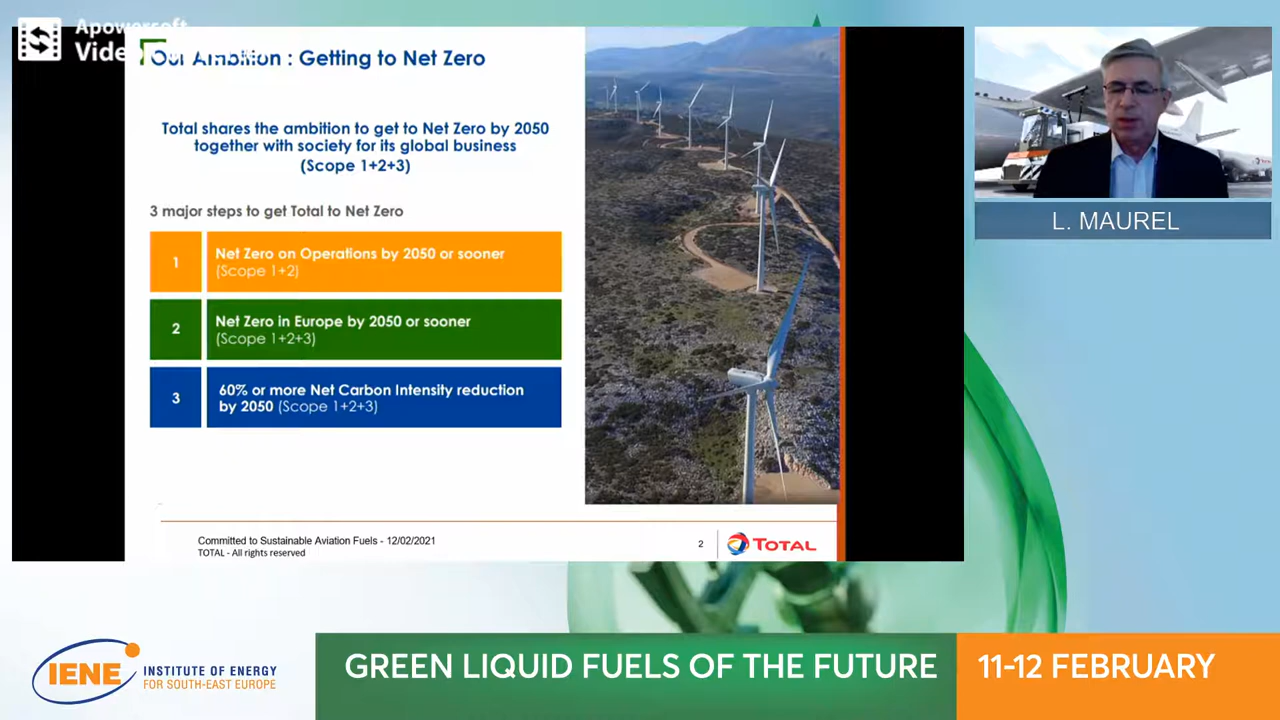 Apowersoft
Our Ambition : Getting to Net Zero
Total shares the ambition to get to Net Zero by 2050
together with society for its global business
(Scope 1+2+3)
3 major steps to get Total to Net Zero
1
Net Zero on Operations by 2050 or sooner
(Scope 1+2)
2
Net Zero in Europe by 2050 or sooner
(Scope 1+2+3)
3
60% or more Net Carbon Intensity reduction
by 2050 (Scope 1+2+3)
Committed to Sustainable Aviation Fuels - 12/02/2021
TOTAL - All rights reserved
2
TOTAL
L. MAUREL
IENE
INSTITUTE OF ENERGY
FOR SOUTH-EAST EUROPE
GREEN LIQUID FUELS OF THE FUTURE
11-12 FEBRUARY